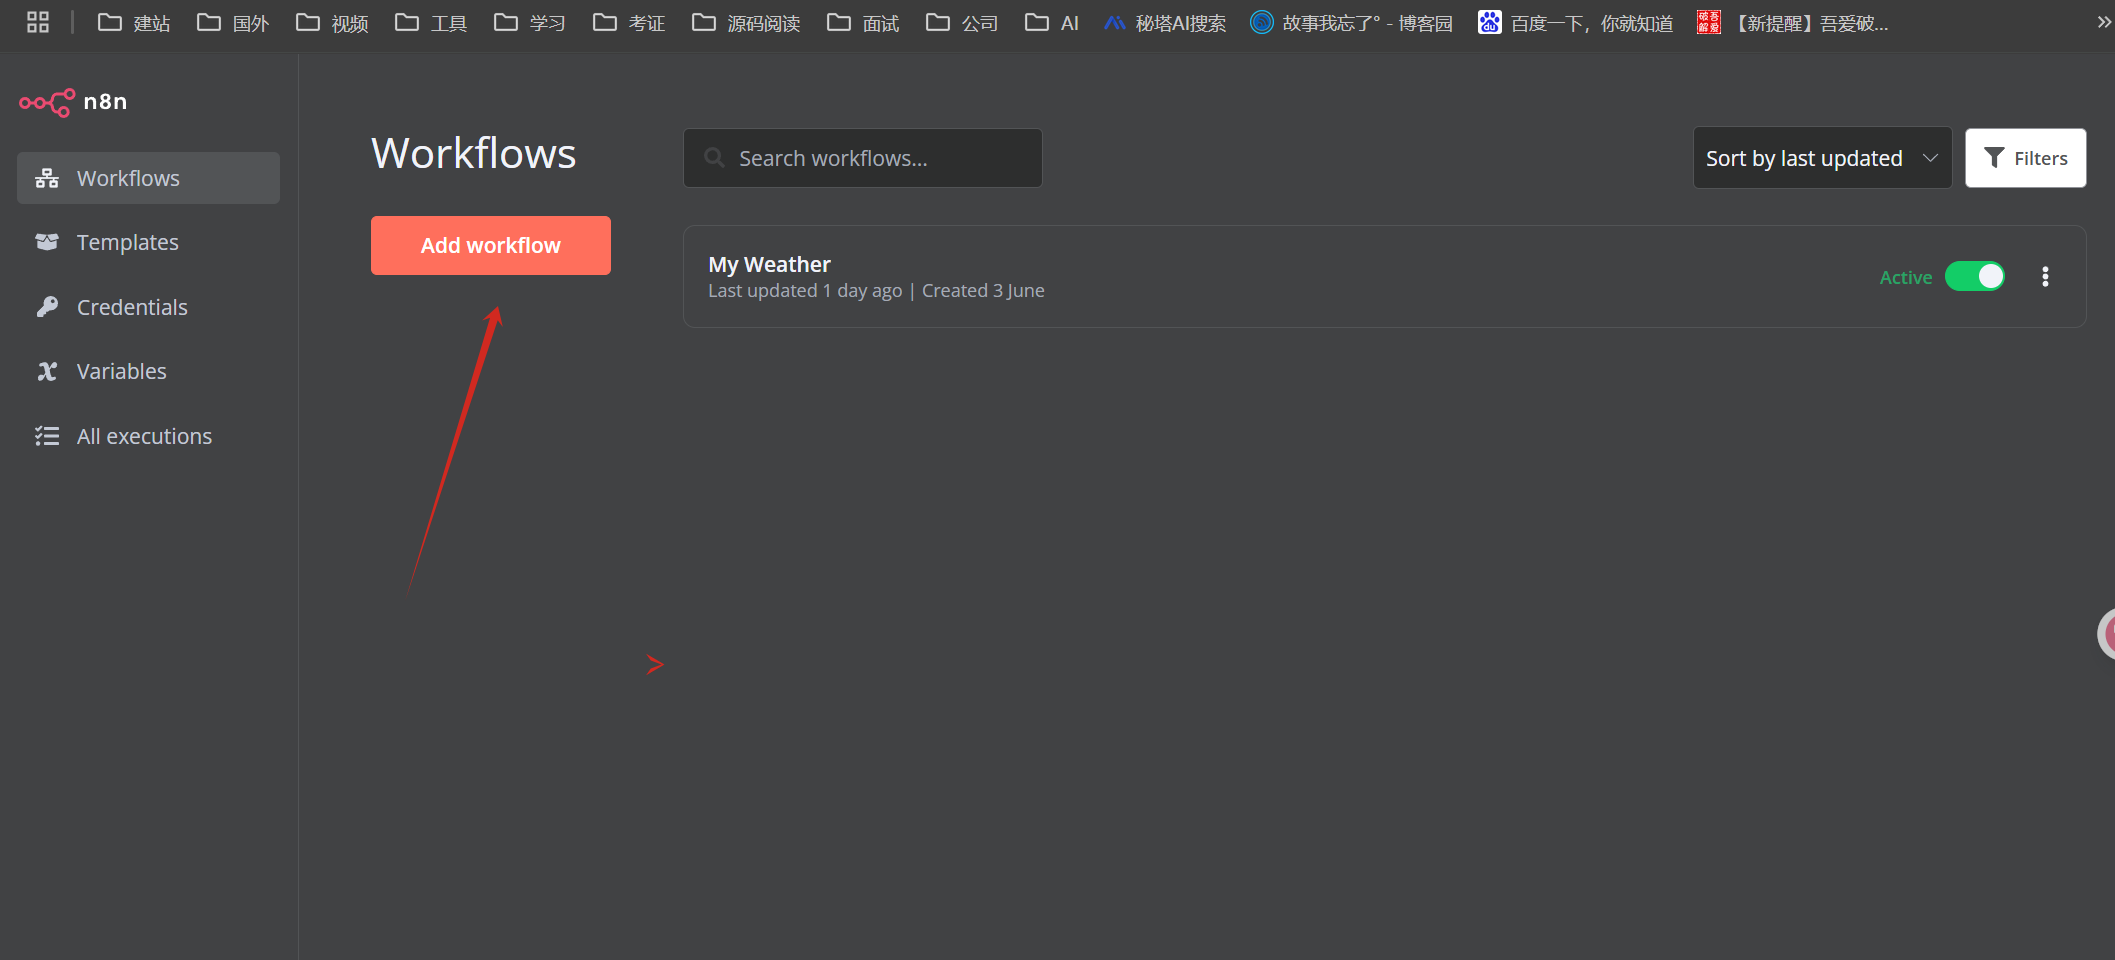 建站 国外 视频 工具 学习 考证 源码阅读 面试 公司 AI 秘塔AI搜索 故事我忘了° - 博客园 百度一下，你就知道 【新提醒】吾爱破...
n8n
Workflows
Templates
Credentials
Variables
All executions
Workflows
Add workflow
Search workflows...
Sort by last updated
Filters
My Weather
Last updated 1 day ago | Created 3 June
Active